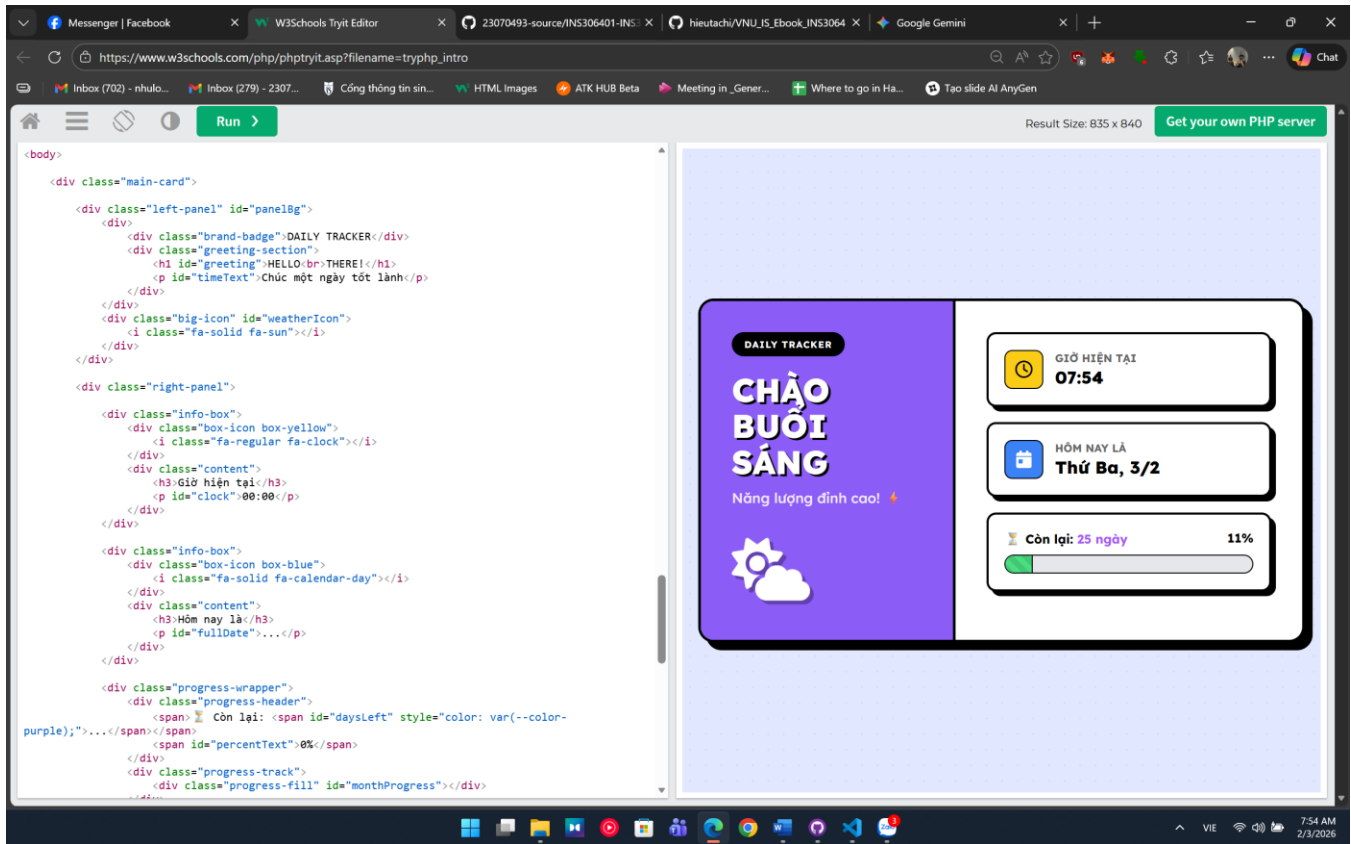 Messenger | Facebook
W3Schools Tryit Editor
23070493-source/INS306401-INS3
hieutachi/VNU_IS_Ebook_INS3064
Google Gemini
https://www.w3schools.com/php/phptryit.asp?filename=tryphp_intro
Chat
Inbox (702) - nhulo...
Inbox (279) - 2307...
Cổng thông tin sin...
HTML Images
ATK HUB Beta
Meeting in _Gener...
Where to go in Ha...
Tạo slide AI AnyGen
Run ❯
Result Size: 835 x 840
Get your own PHP server
<body>
<div class="main-card">
<div class="left-panel" id="panelBg">
<div>
<div class="brand-badge">DAILY TRACKER</div>
<div class="greeting-section">
<h1 id="greeting">HELLO<br>THERE!</h1>
<p id="timeText">Chúc một ngày tốt lành</p>
</div>
</div>
<div class="big-icon" id="weatherIcon">
<i class="fa-solid fa-sun"></i>
</div>
</div>
<div class="right-panel">
<div class="info-box">
<div class="box-icon box-yellow">
<i class="fa-regular fa-clock"></i>
</div>
<div class="content">
<h3>Giờ hiện tại</h3>
<p id="clock">00:00</p>
</div>
</div>
<div class="info-box">
<div class="box-icon box-blue">
<i class="fa-solid fa-calendar-day"></i>
</div>
<div class="content">
<h3>Hôm nay là</h3>
<p id="fullDate">...</p>
</div>
</div>
<div class="progress-wrapper">
<div class="progress-header">
<span>⏳ Còn lại: <span id="daysLeft" style="color: var(--color-
purple);">...</span></span>
<span id="percentText">0%</span>
</div>
<div class="progress-track">
<div class="progress-fill" id="monthProgress"></div>
DAILY TRACKER
CHÀO
BUỔI
SÁNG
Năng lượng đỉnh cao! 🔥
GIỜ HIỆN TẠI
07:54
HÔM NAY LÀ
Thứ Ba, 3/2
⏳ Còn lại: 25 ngày
11%
VIE
7:54 AM
2/3/2026